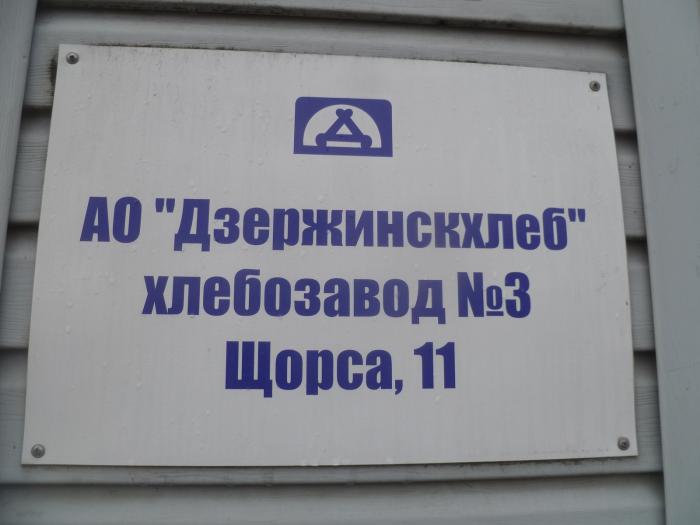 АО "Дзержинскхлеб"
хлебозавод №3
Щорса, 11